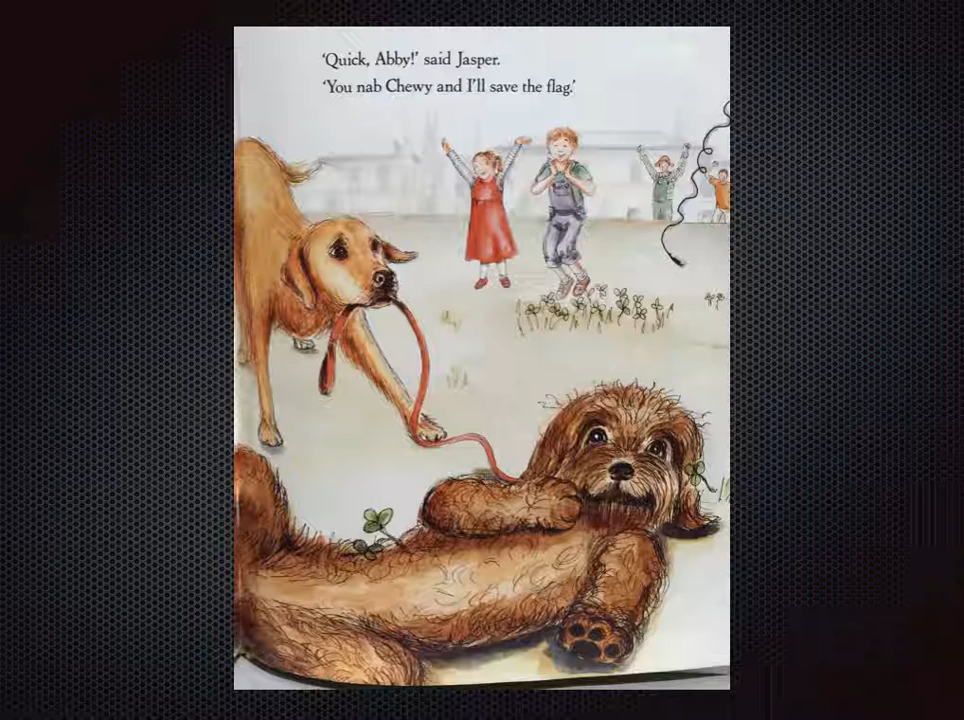 ‘Quick, Abby!’ said Jasper.
‘You nab Chewy and I’ll save the flag.’